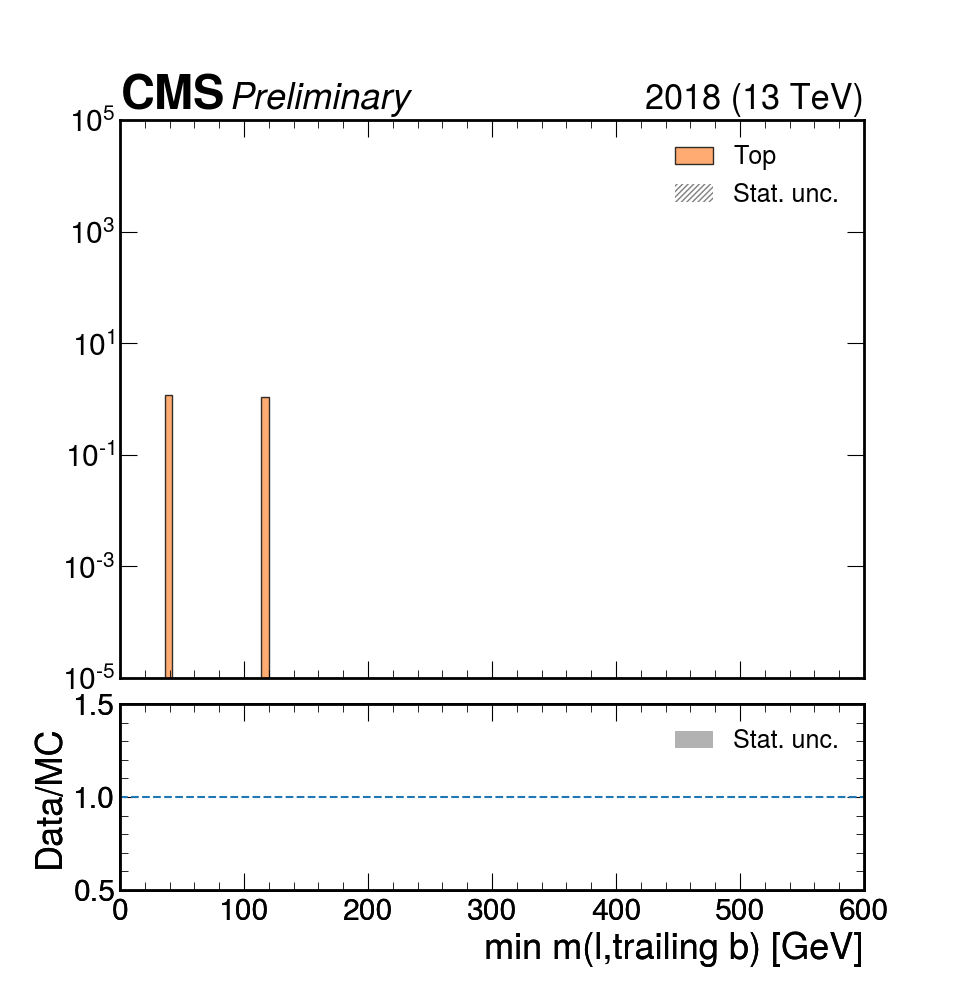 CMS Preliminary 2018 (13 TeV)
10^5
Top
Stat. unc.
10^3
10^1
10^-1
10^-3
10^-5
1.5
Stat. unc.
Data/MC
1.0
0.5
0 100 200 300 400 500 600
min m(l,trailing b) [GeV]